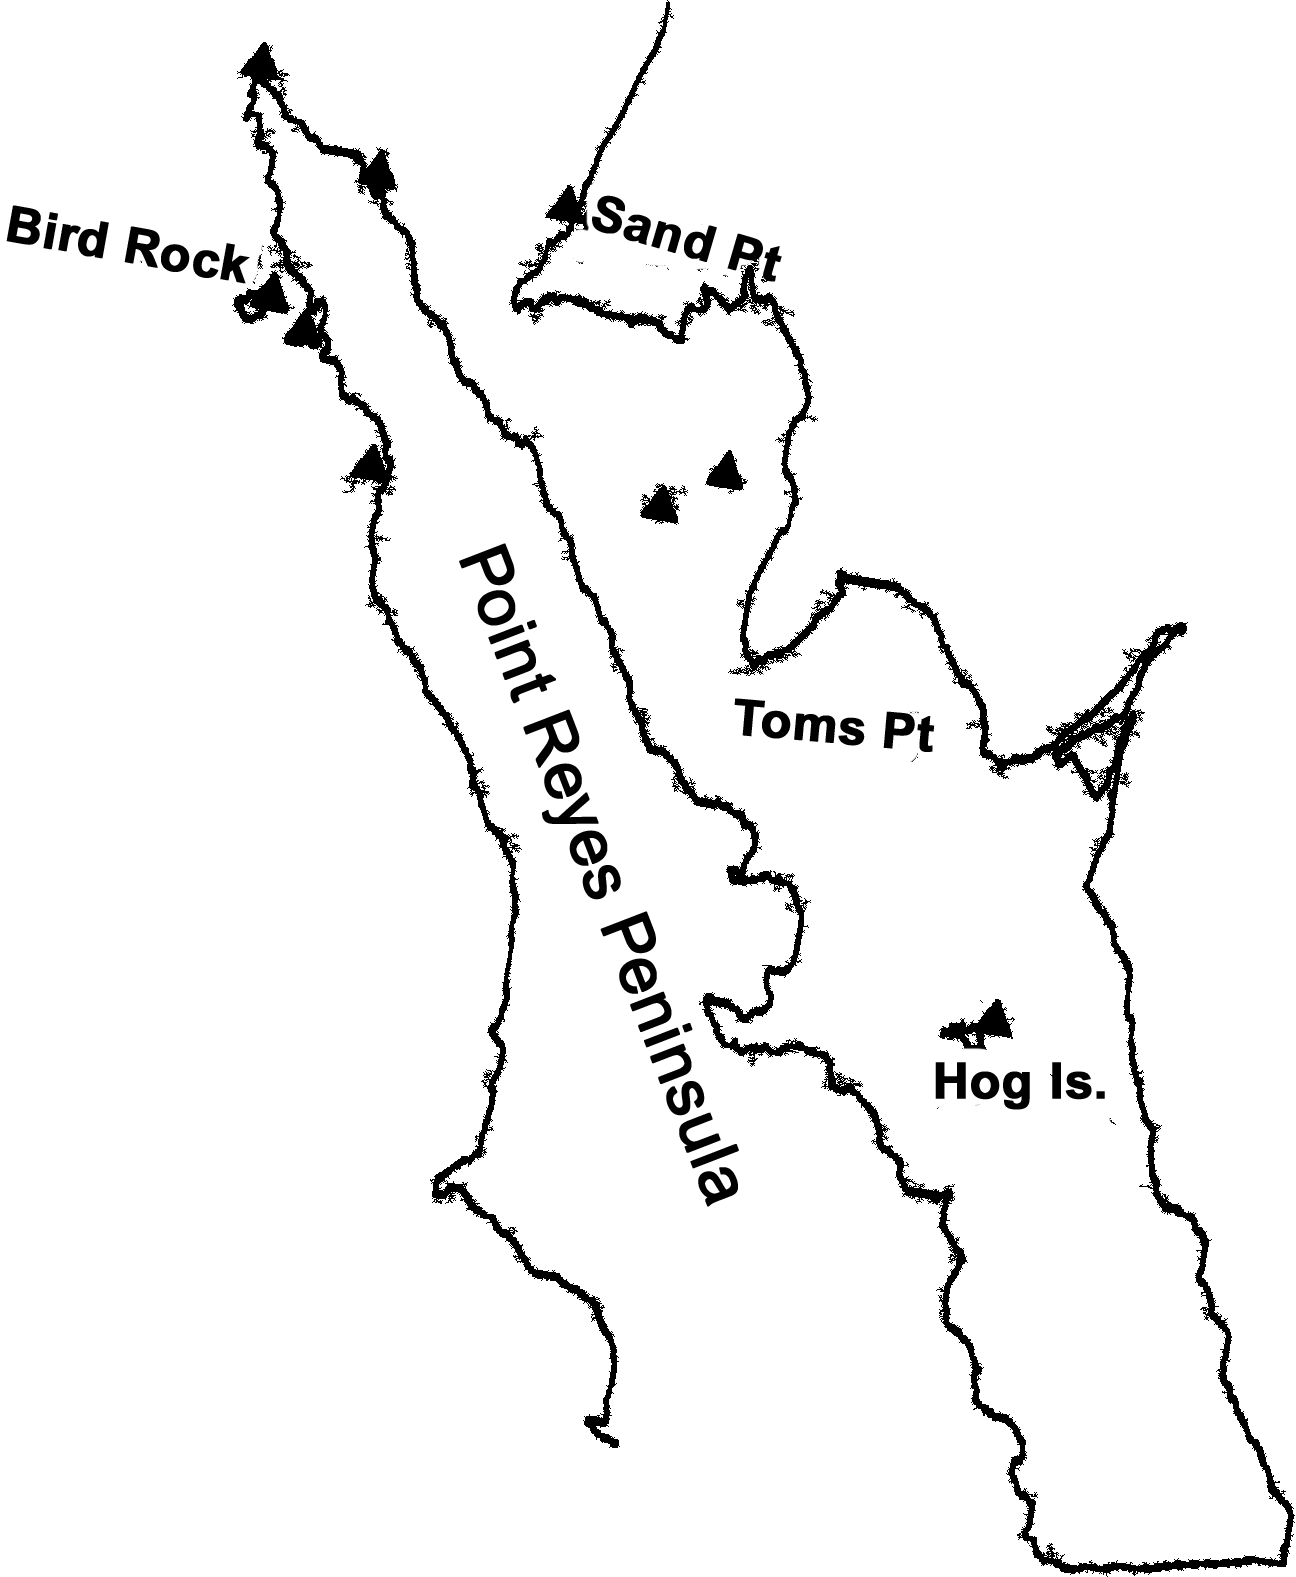 Sand Pt
Bird Rock
Point Reyes Peninsula
Toms Pt
Hog Is.